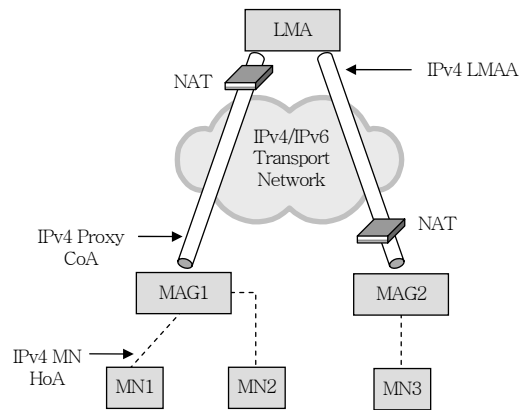 LMA
NAT
IPv4 LMAA
IPv4/IPv6
Transport
Network
NAT
IPv4 Proxy
CoA
MAG1
MAG2
IPv4 MN
HoA
MN1
MN2
MN3